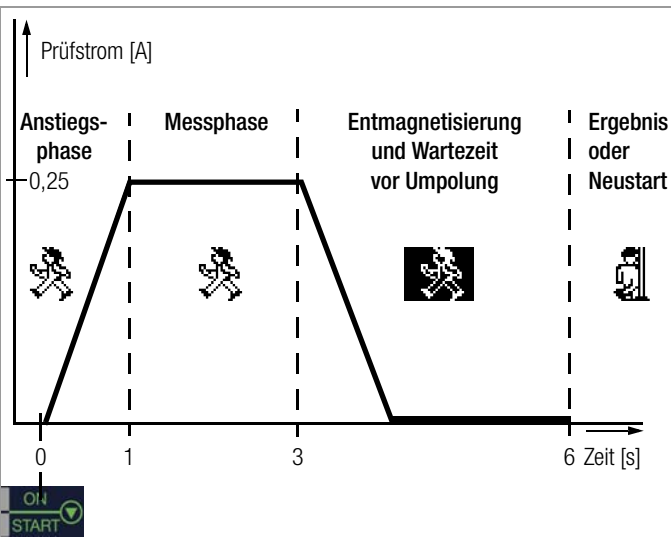 Prüfstrom [A]
Anstiegs-
phase
Messphase
Entmagnetisierung
und Wartezeit
vor Umpolung
Ergebnis
oder
Neustart
0,25
0
1
3
6
Zeit [s]
ON
START